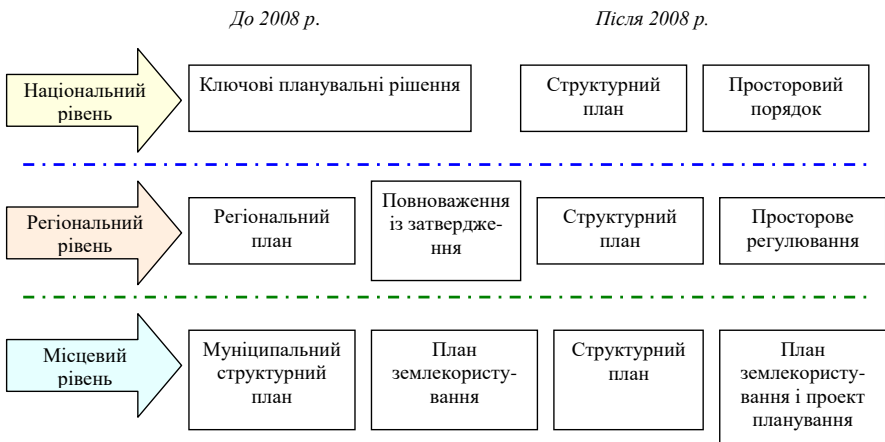 До 2008 р.
Після 2008 р.
Національний
рівень
Ключові планувальні рішення
Структурний
план
Просторовий
порядок
Регіональний
рівень
Регіональний
план
Повноваження
із затвердже-
ння
Структурний
план
Просторове
регулювання
Місцевий
рівень
Муніципальний
структурний
план
План
землекористу-
вання
Структурний
план
План
землекористу-
вання і проект
планування